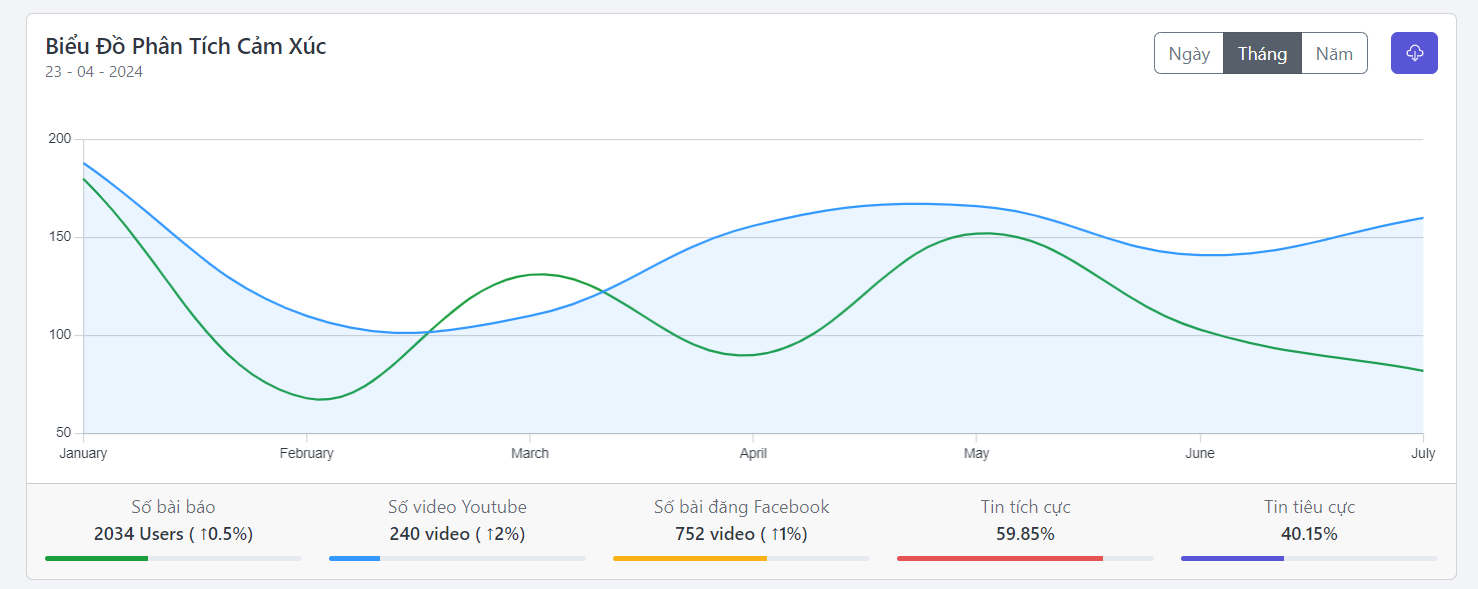 Biểu Đồ Phân Tích Cảm Xúc
23 - 04 - 2024
Ngày Tháng Năm
200
150
100
50
January February March April May June July
Số bài báo Số video Youtube Số bài đăng Facebook Tin tích cực Tin tiêu cực
2034 Users ( ↑0.5%) 240 video ( ↑2%) 752 video ( ↑1%) 59.85% 40.15%